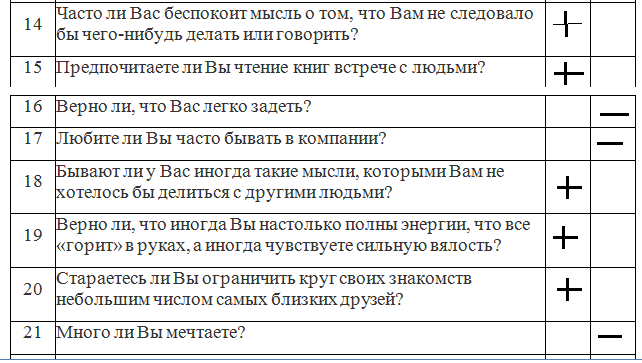 14 Часто ли Вас беспокоит мысль о том, что Вам не следовало
бы чего-нибудь делать или говорить? +
15 Предпочитаете ли Вы чтение книг встрече с людьми? +
16 Верно ли, что Вас легко задеть? —
17 Любите ли Вы часто бывать в компании? —
18 Бывают ли у Вас иногда такие мысли, которыми Вам не
хотелось бы делиться с другими людьми? +
19 Верно ли, что иногда Вы настолько полны энергии, что все
«горит» в руках, а иногда чувствуете сильную вялость? +
20 Стараетесь ли Вы ограничить круг своих знакомств
небольшим числом самых близких друзей? +
21 Много ли Вы мечтаете? —